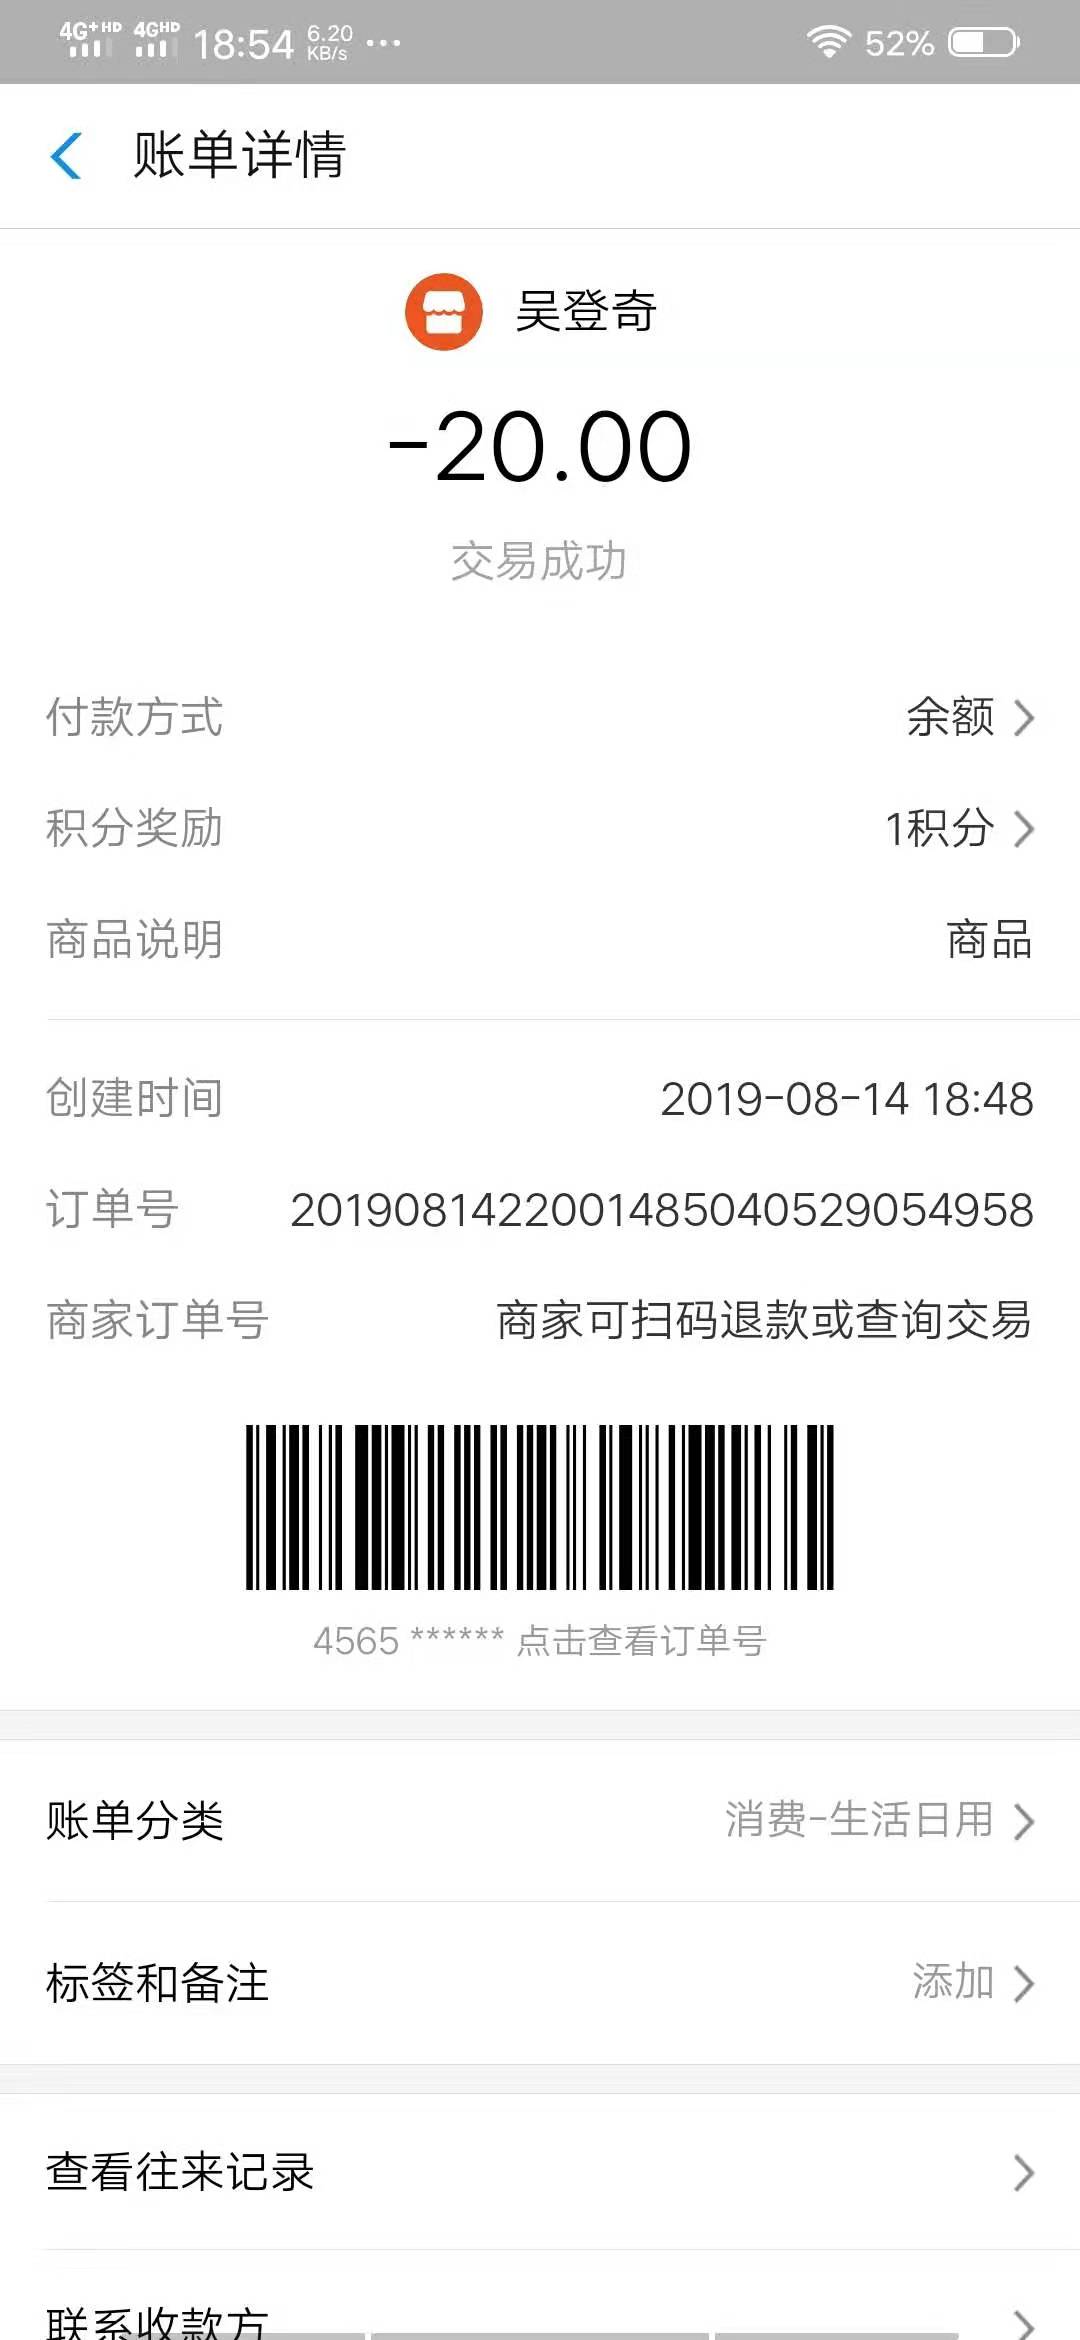 4G+HD 4GHD 18:54 6.20 KB/s ... 52%
账单详情
吴登奇
-20.00
交易成功
付款方式 余额
积分奖励 1积分
商品说明 商品
创建时间 2019-08-14 18:48
订单号 2019081422001485040529054958
商家订单号 商家可扫码退款或查询交易
4565 ****** 点击查看订单号
账单分类 消费-生活日用
标签和备注 添加
查看往来记录
联系收款方